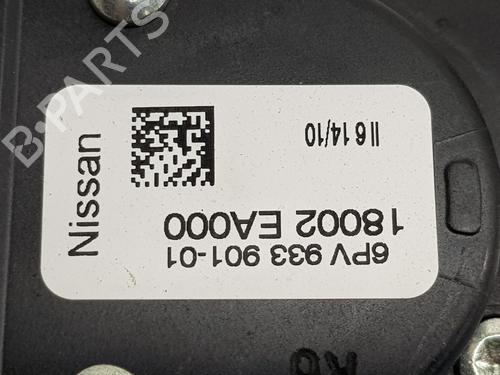 Nissan
18002 EA000
6PV 933 901-01
II 6 14/10
B-PARTS